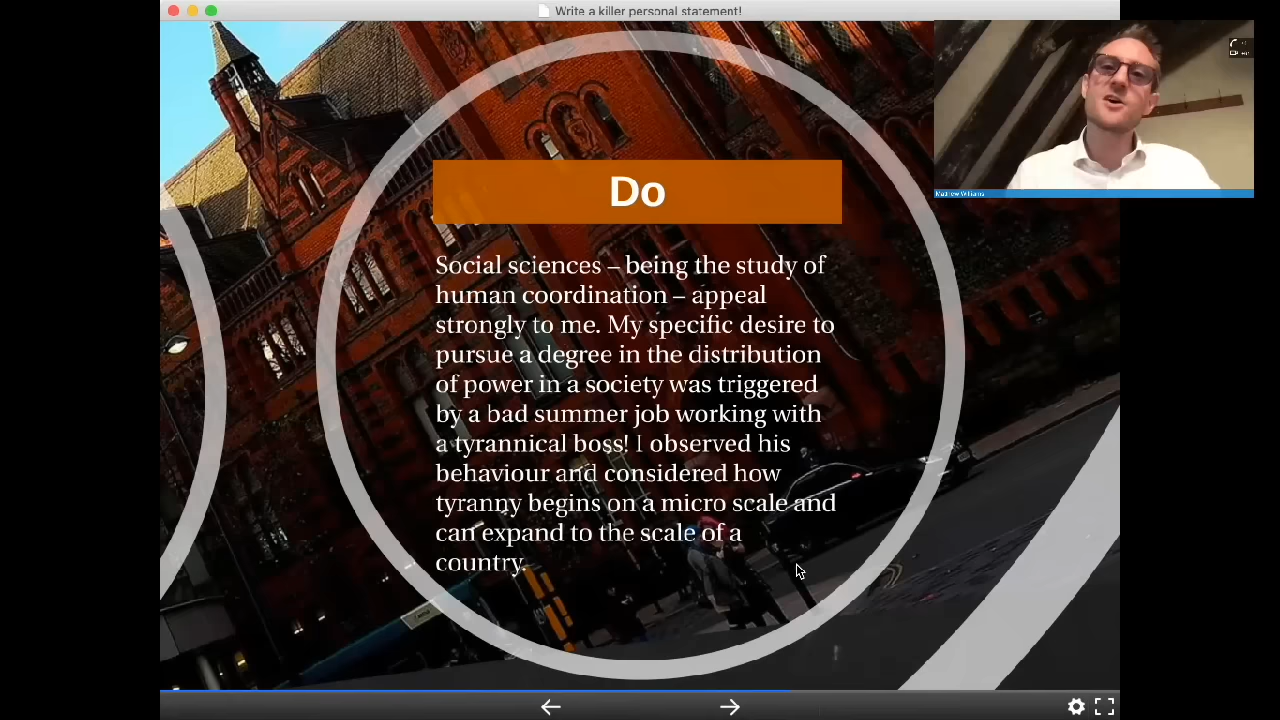 Write a killer personal statement!
Do
Social sciences – being the study of
human coordination – appeal
strongly to me. My specific desire to
pursue a degree in the distribution
of power in a society was triggered
by a bad summer job working with
a tyrannical boss! I observed his
behaviour and considered how
tyranny begins on a micro scale and
can expand to the scale of a
country.
Matthew Williams